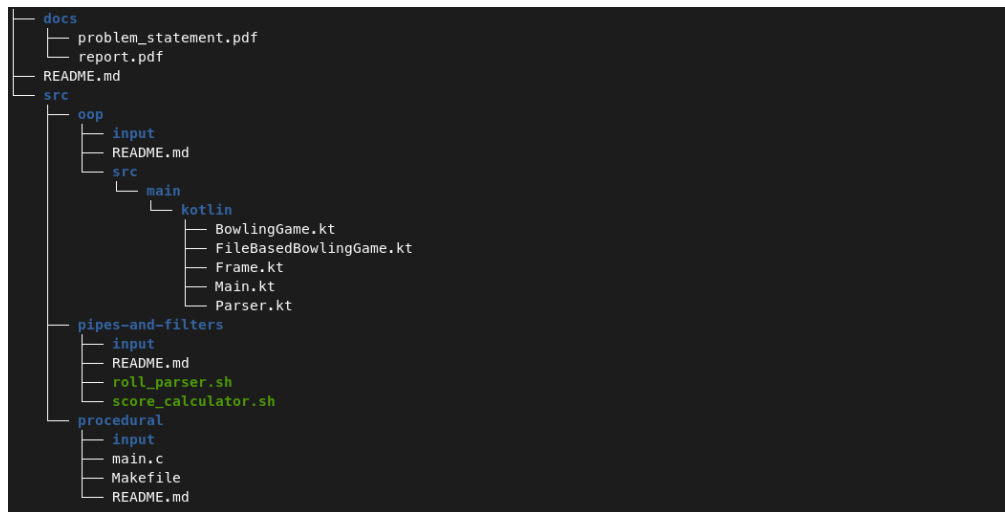 ├── docs
│   ├── problem_statement.pdf
│   └── report.pdf
├── README.md
└── src
    ├── oop
    │   ├── input
    │   ├── README.md
    │   └── src
    │       └── main
    │           └── kotlin
    │               ├── BowlingGame.kt
    │               ├── FileBasedBowlingGame.kt
    │               ├── Frame.kt
    │               ├── Main.kt
    │               └── Parser.kt
    ├── pipes-and-filters
    │   ├── input
    │   ├── README.md
    │   ├── roll_parser.sh
    │   └── score_calculator.sh
    └── procedural
        ├── input
        ├── main.c
        ├── Makefile
        └── README.md